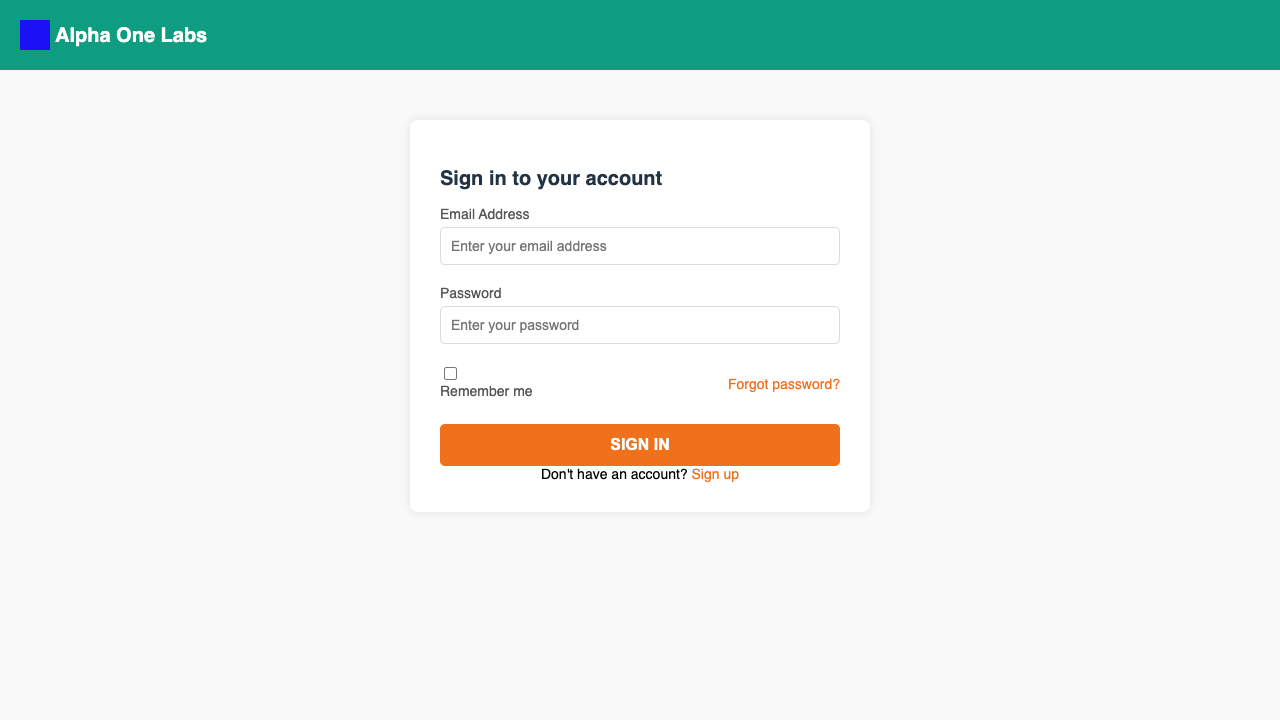 Alpha One Labs
Sign in to your account
Email Address
Enter your email address
Password
Enter your password
Remember me
Forgot password?
SIGN IN
Don't have an account? Sign up